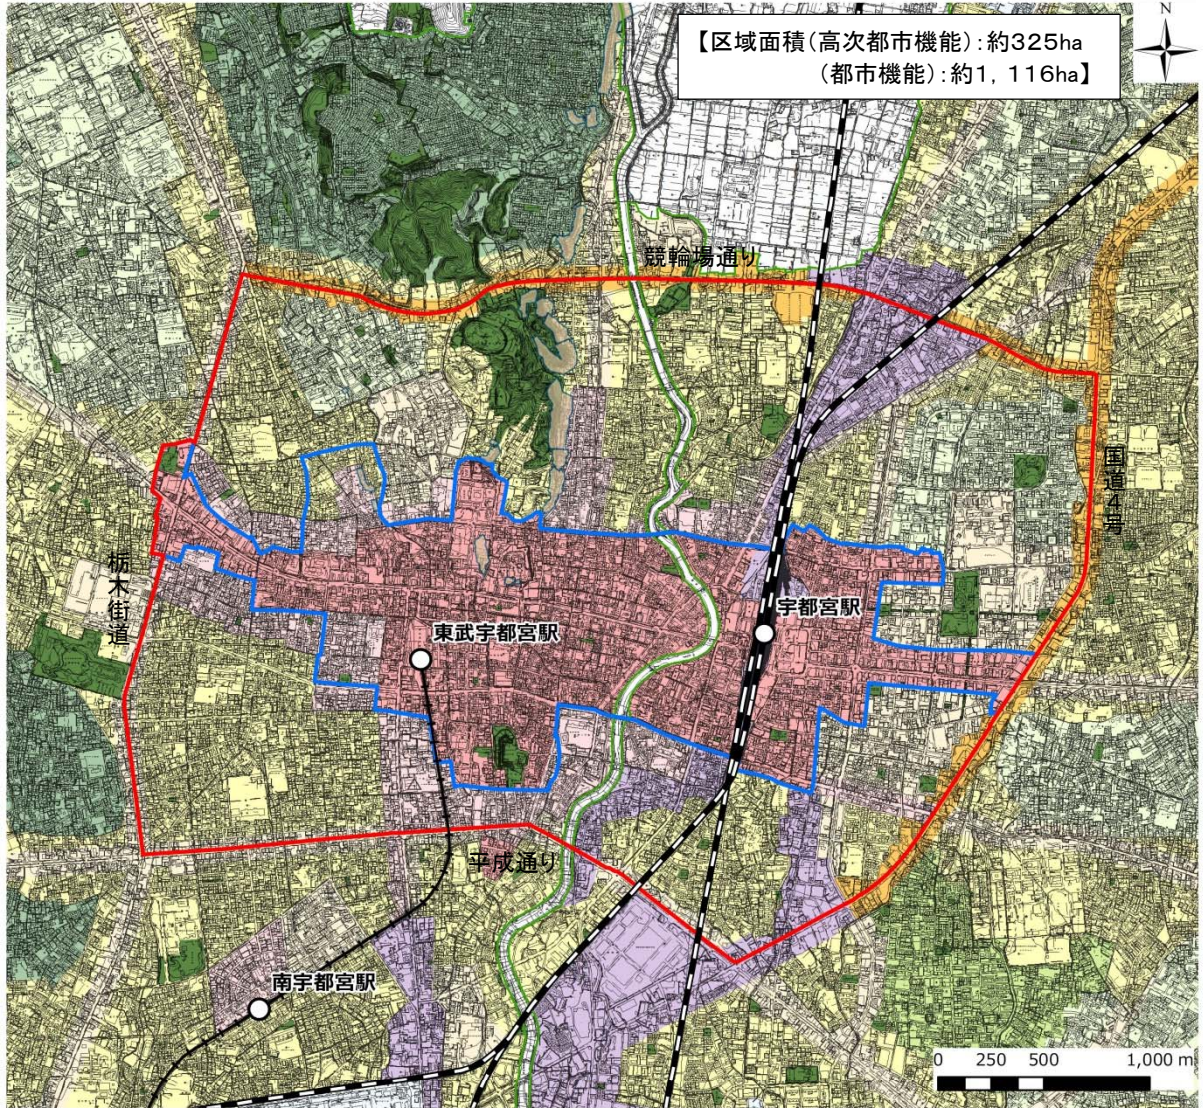 【区域面積(高次都市機能):約325ha
(都市機能):約1,116ha】
N
競輪場通り
国道4号
栃木街道
宇都宮駅
東武宇都宮駅
平成通り
南宇都宮駅
0 250 500 1,000 m